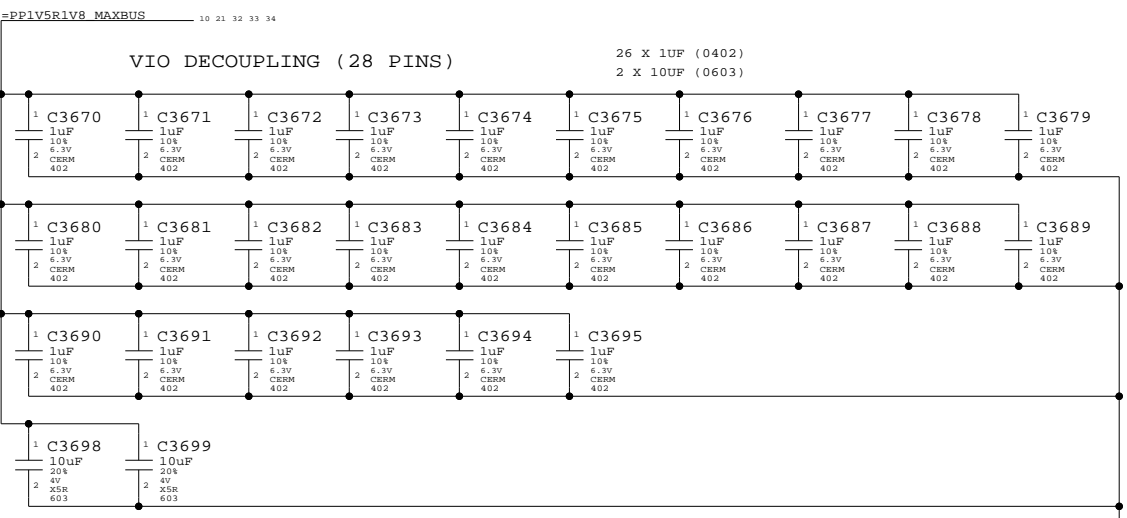 =PP1V5R1V8 MAXBUS 10 21 32 33 34
VIO DECOUPLING (28 PINS)
26 X 1UF (0402)
2 X 10UF (0603)
1 C3670 1 C3671 1 C3672 1 C3673 1 C3674 1 C3675 1 C3676 1 C3677 1 C3678 1 C3679
1uF 1uF 1uF 1uF 1uF 1uF 1uF 1uF 1uF 1uF
10% 10% 10% 10% 10% 10% 10% 10% 10% 10%
6.3V 6.3V 6.3V 6.3V 6.3V 6.3V 6.3V 6.3V 6.3V 6.3V
2 CERM 2 CERM 2 CERM 2 CERM 2 CERM 2 CERM 2 CERM 2 CERM 2 CERM 2 CERM
402 402 402 402 402 402 402 402 402 402
1 C3680 1 C3681 1 C3682 1 C3683 1 C3684 1 C3685 1 C3686 1 C3687 1 C3688 1 C3689
1uF 1uF 1uF 1uF 1uF 1uF 1uF 1uF 1uF 1uF
10% 10% 10% 10% 10% 10% 10% 10% 10% 10%
6.3V 6.3V 6.3V 6.3V 6.3V 6.3V 6.3V 6.3V 6.3V 6.3V
2 CERM 2 CERM 2 CERM 2 CERM 2 CERM 2 CERM 2 CERM 2 CERM 2 CERM 2 CERM
402 402 402 402 402 402 402 402 402 402
1 C3690 1 C3691 1 C3692 1 C3693 1 C3694 1 C3695
1uF 1uF 1uF 1uF 1uF 1uF
10% 10% 10% 10% 10% 10%
6.3V 6.3V 6.3V 6.3V 6.3V 6.3V
2 CERM 2 CERM 2 CERM 2 CERM 2 CERM 2 CERM
402 402 402 402 402 402
1 C3698 1 C3699
10uF 10uF
20% 20%
4V 4V
2 X5R 2 X5R
603 603